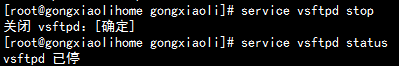 [root@gongxiaolihome gongxiaoli]# service vsftpd stop
关闭 vsftpd：[确定]
[root@gongxiaolihome gongxiaoli]# service vsftpd status
vsftpd 已停